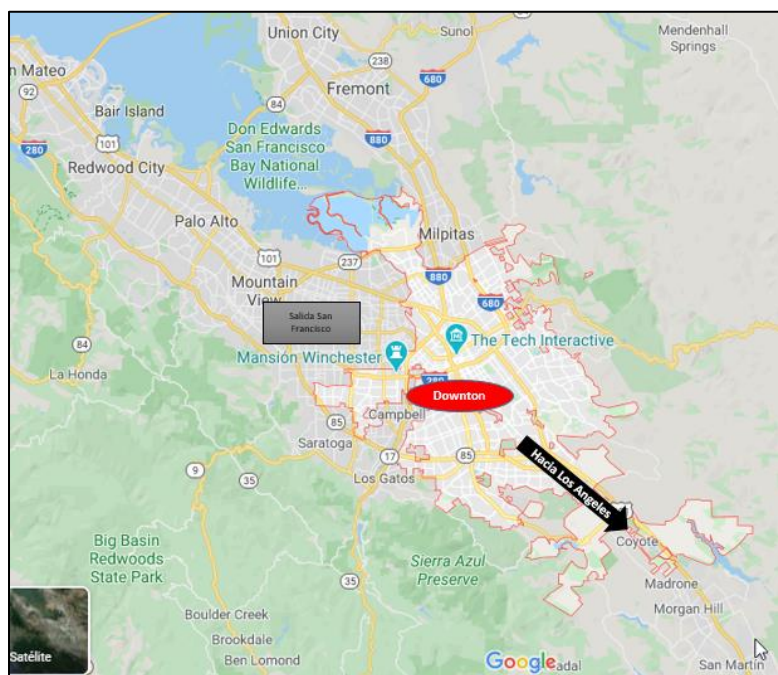 Union City
Sunol
84
Mendenhall
Springs
n Mateo
92
238
680
Fremont
Bair Island
84
101
280
Redwood City
Don Edwards
San Francisco
Bay National
Wildlife...
880
101
Palo Alto
Milpitas
101
237
Mountain
View
880
680
Salida San
Francisco
The Tech Interactive
Mansion Winchester
La Honda
280
Downton
Campbell
85
Saratoga
17
85
Hacia Los Angeles
9
35
Los Gatos
Coyote
Big Basin
Redwoods
State Park
Sierra Azul
Preserve
35
Madrone
Morgan Hill
Boulder Creek
Brookdale
Ben Lomond
Satélite
Google
San Martin